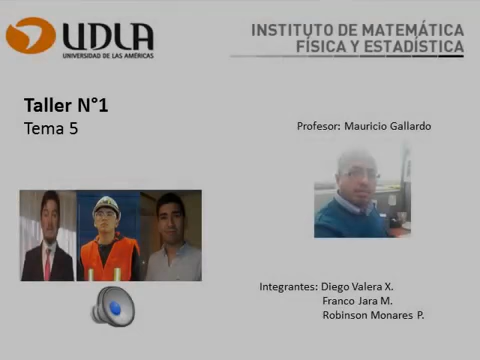 UDLA
UNIVERSIDAD DE LAS AMÉRICAS
INSTITUTO DE MATEMÁTICA
FÍSICA Y ESTADÍSTICA
Taller N°1
Tema 5
Profesor: Mauricio Gallardo
Integrantes: Diego Valera X.
Franco Jara M.
Robinson Monares P.